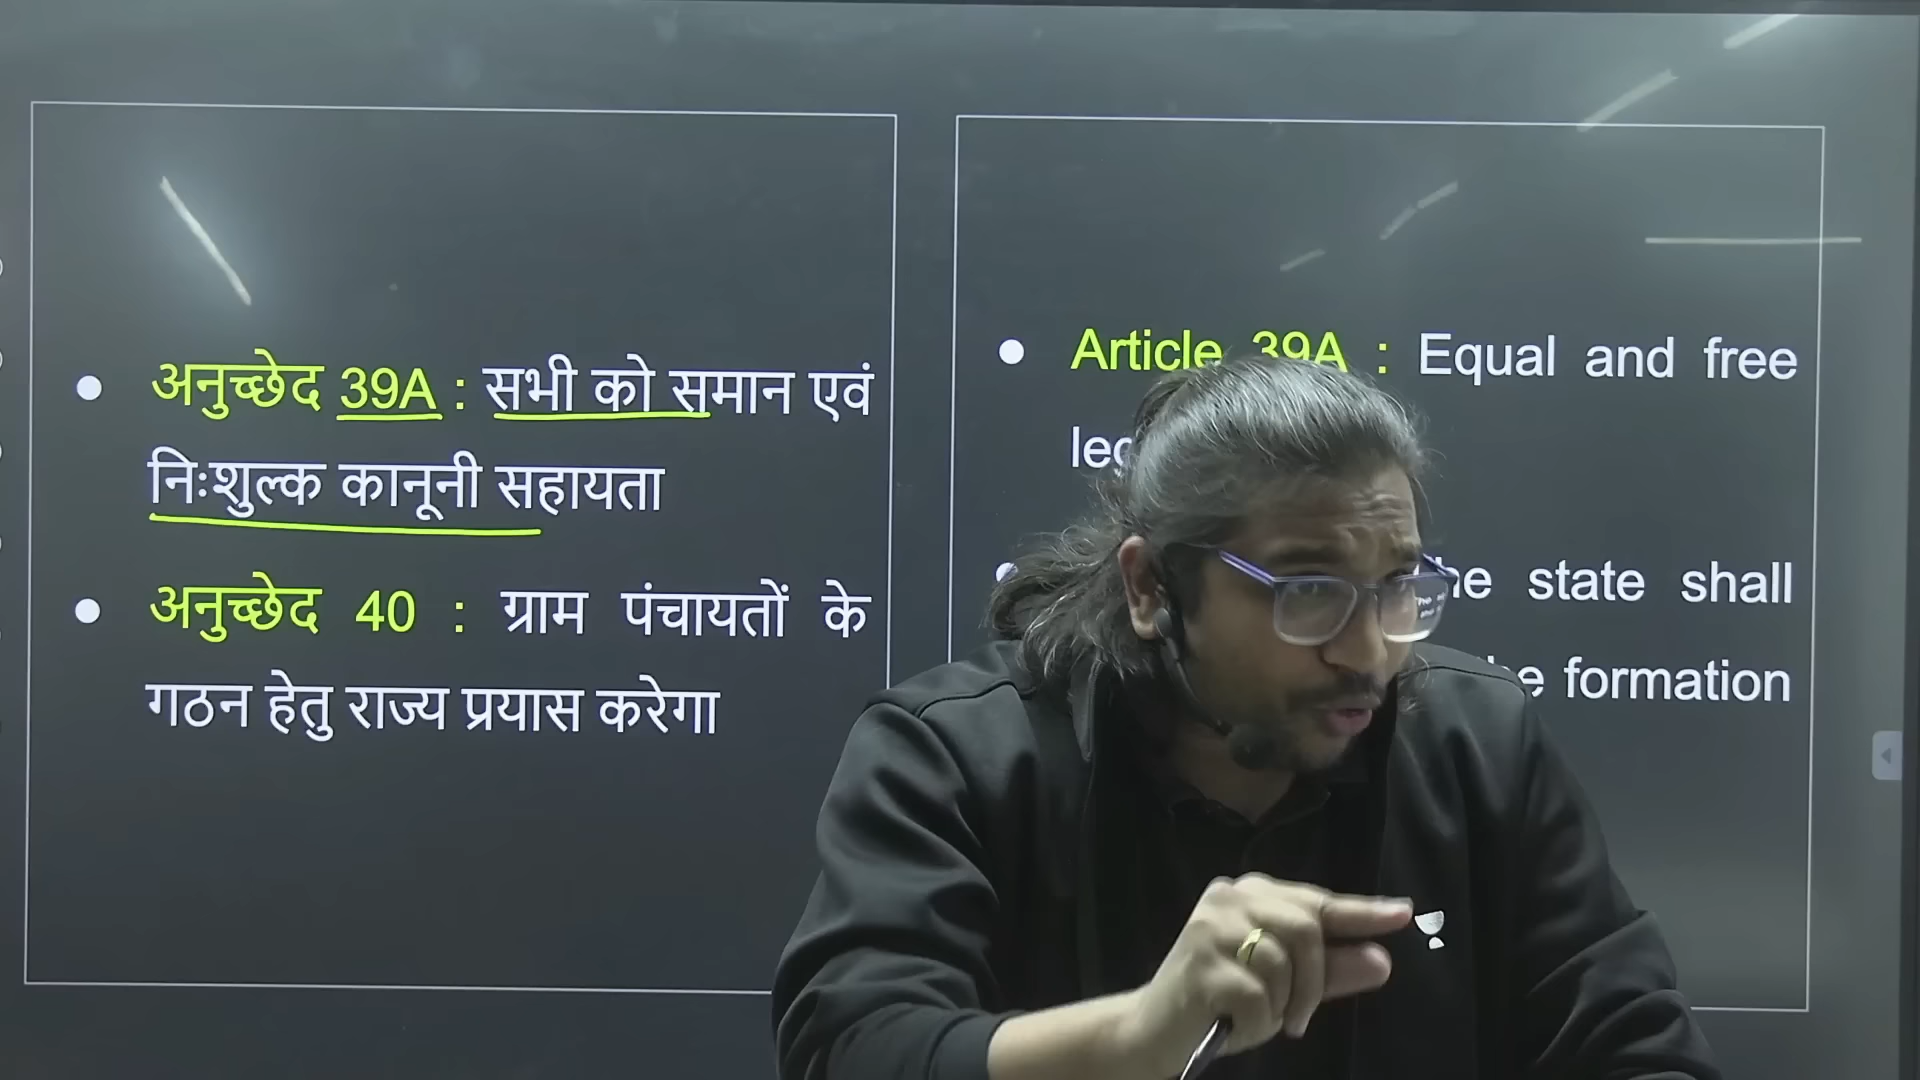 अनुच्छेद 39A : सभी को समान एवं
निःशुल्क कानूनी सहायता
अनुच्छेद 40 : ग्राम पंचायतों के
गठन हेतु राज्य प्रयास करेगा
Article 39A : Equal and free
state shall
formation